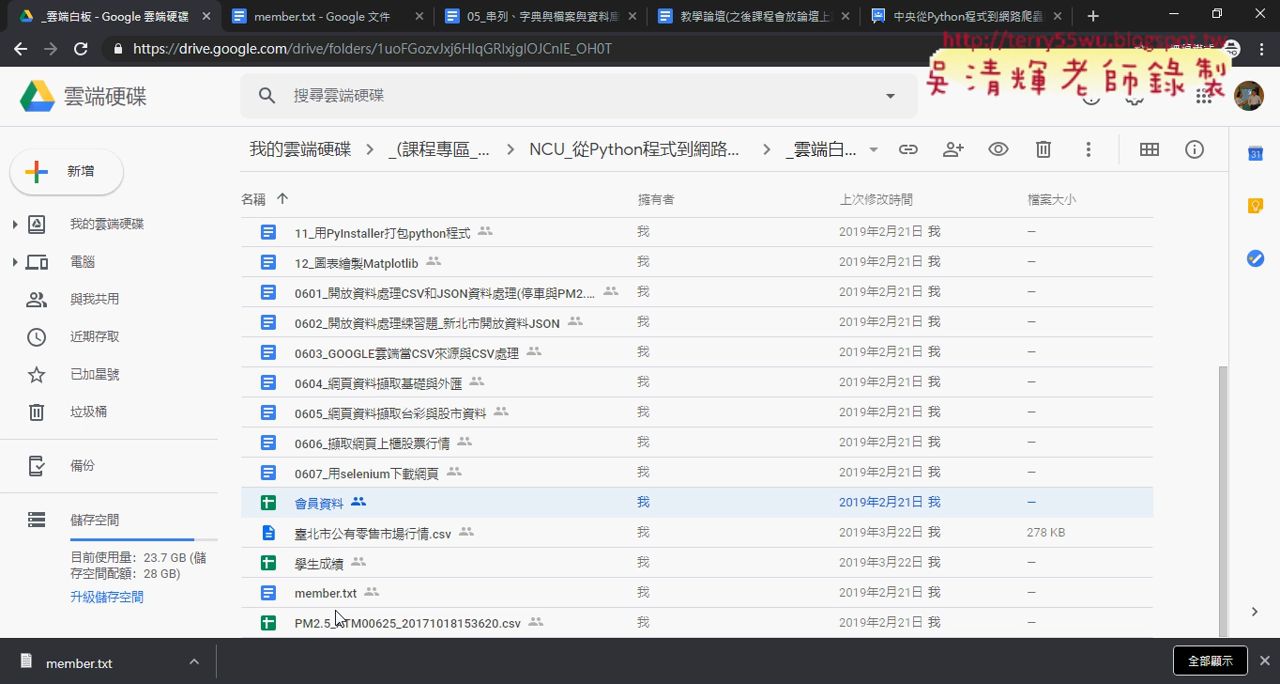 _雲端白板 - Google 雲端硬碟
member.txt - Google 文件
05_串列、字典與檔案與資料庫
教學論壇(之後課程會放論壇上
中央從Python程式到網路爬蟲
https://drive.google.com/drive/folders/1uoFGozvJxj6HIqGRlxjglOJCnIE_OH0T
http://terry55wu.blogspot.tw
吳清輝老師錄製
雲端硬碟
搜尋雲端硬碟
新增
我的雲端硬碟 > _(課程專區_... > NCU_從Python程式到網路... > _雲端白...
名稱 擁有者 上次修改時間 檔案大小
我的雲端硬碟
電腦
與我共用
近期存取
已加星號
垃圾桶
備份
儲存空間
目前使用量: 23.7 GB (儲
存空間配額: 28 GB)
升級儲存空間
11_用PyInstaller打包python程式 我 2019年2月21日 我 –
12_圖表繪製Matplotlib 我 2019年2月21日 我 –
0601_開放資料處理CSV和JSON資料處理(停車與PM2.... 我 2019年2月21日 我 –
0602_開放資料處理練習題_新北市開放資料JSON 我 2019年2月21日 我 –
0603_GOOGLE雲端當CSV來源與CSV處理 我 2019年2月21日 我 –
0604_網頁資料擷取基礎與外匯 我 2019年2月21日 我 –
0605_網頁資料擷取台彩與股市資料 我 2019年2月21日 我 –
0606_擷取網頁上櫃股票行情 我 2019年2月21日 我 –
0607_用selenium下載網頁 我 2019年2月21日 我 –
會員資料 我 2019年2月21日 我 –
臺北市公有零售市場行情.csv 我 2019年3月22日 我 278 KB
學生成績 我 2019年3月22日 我 –
member.txt 我 2019年2月21日 我 –
PM2.5_ATM00625_20171018153620.csv 我 2019年2月21日 我 –
31
member.txt
全部顯示